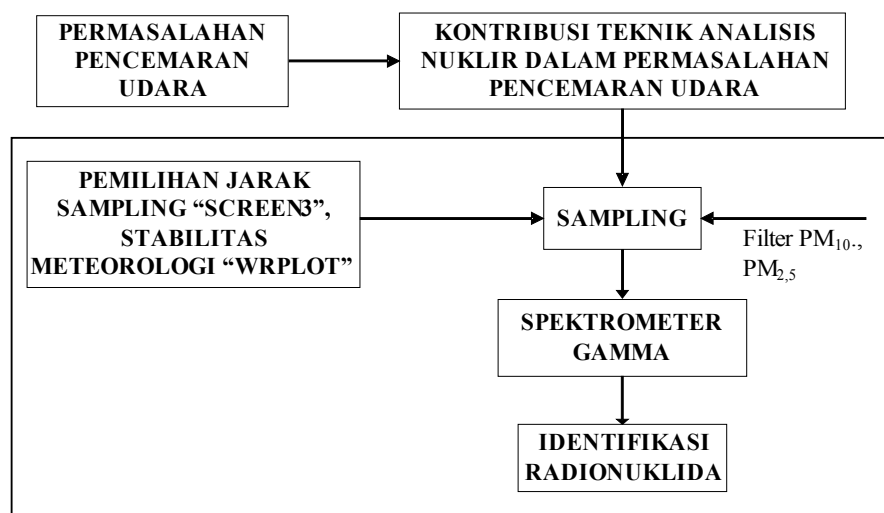 PERMASALAHAN
PENCEMARAN
UDARA
KONTRIBUSI TEKNIK ANALISIS
NUKLIR DALAM PERMASALAHAN
PENCEMARAN UDARA
PEMILIHAN JARAK
SAMPLING “SCREEN3”,
STABILITAS
METEOROLOGI “WRPLOT”
SAMPLING
Filter PM₁₀.,
PM₂,₅
SPEKTROMETER
GAMMA
IDENTIFIKASI
RADIONUKLIDA